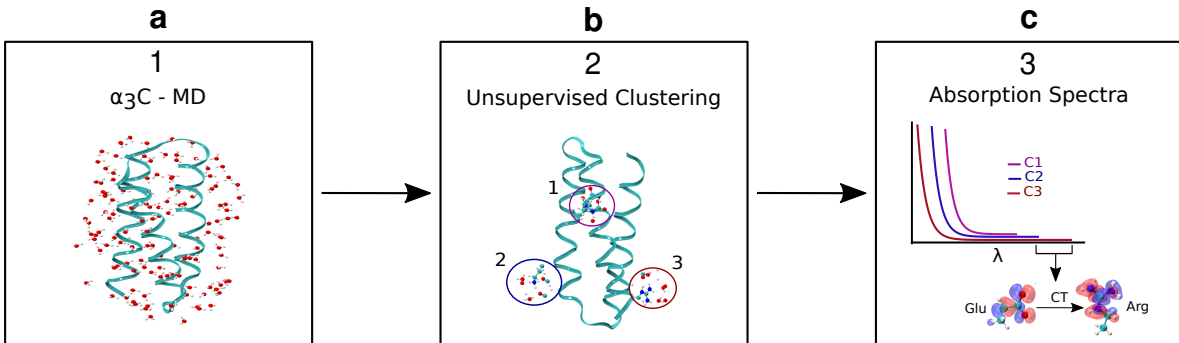 a
b
c
1
α₃C - MD
2
Unsupervised Clustering
1
2
3
3
Absorption Spectra
C1
C2
C3
λ
CT
Glu
Arg